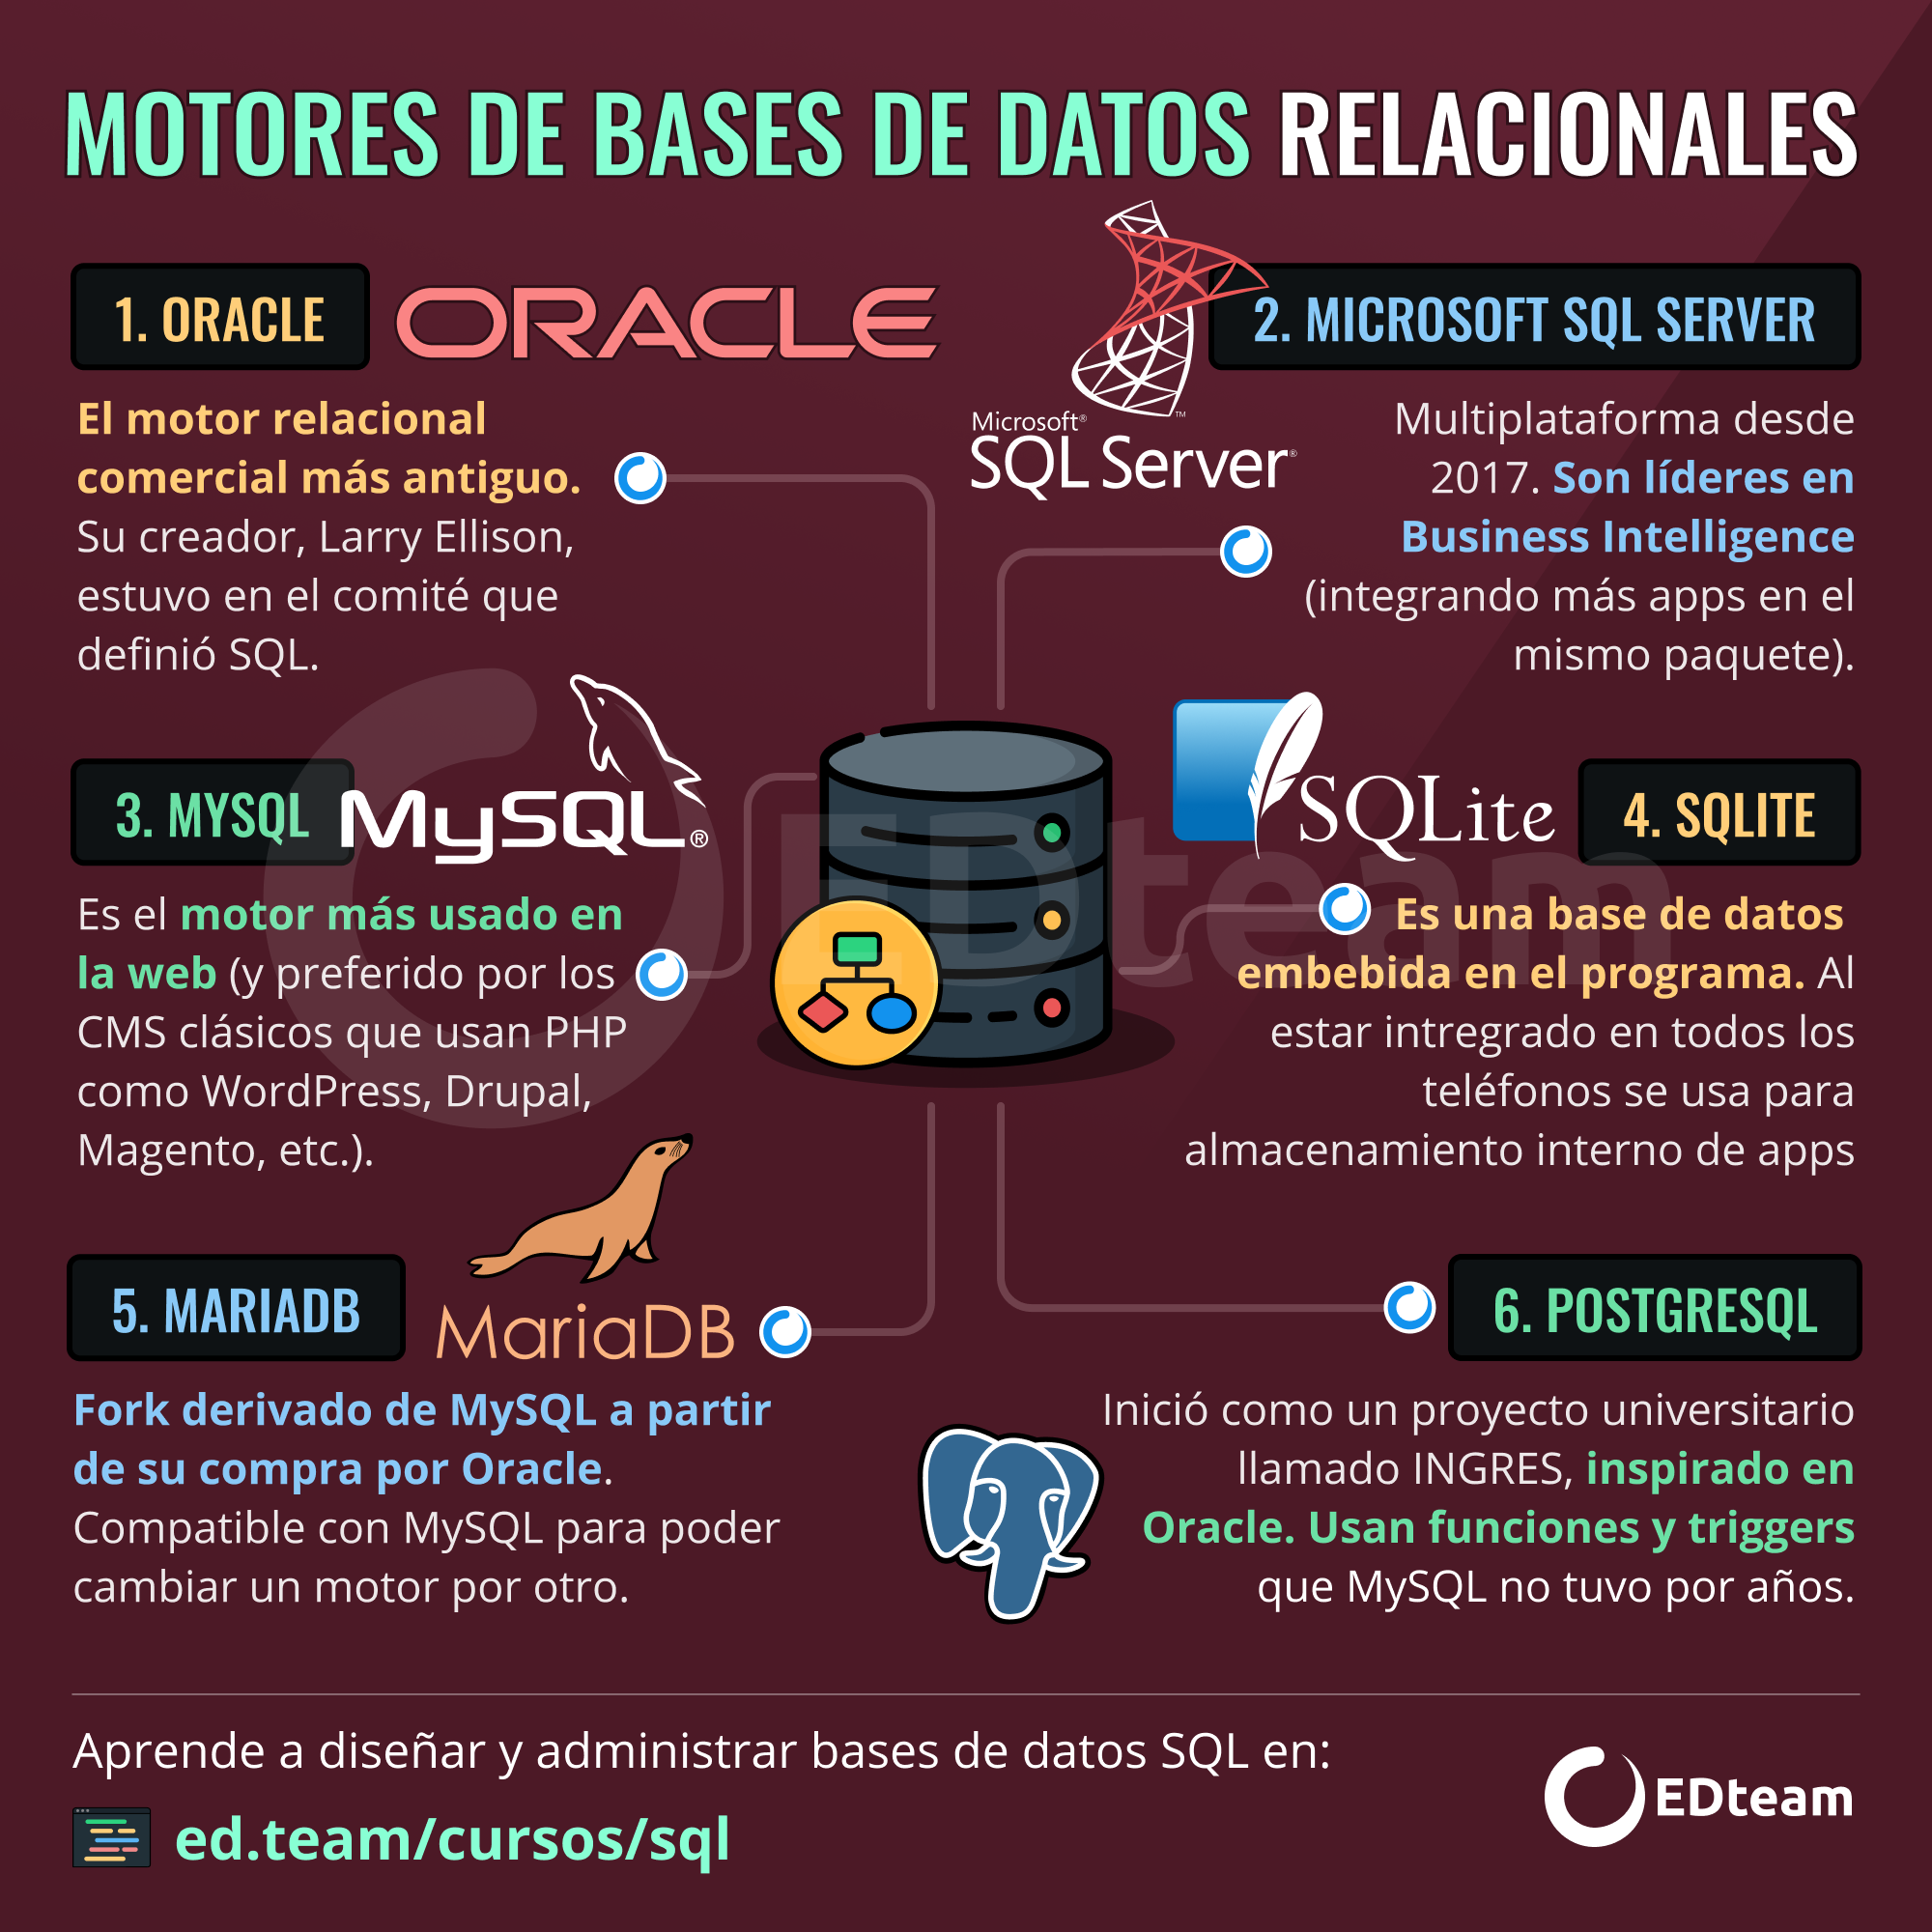 MOTORES DE BASES DE DATOS RELACIONALES
1. ORACLE
ORACLE
El motor relacional
comercial más antiguo.
Su creador, Larry Ellison,
estuvo en el comité que
definió SQL.
Microsoft®
SQL Server®
™
2. MICROSOFT SQL SERVER
Multiplataforma desde
2017. Son líderes en
Business Intelligence
(integrando más apps en el
mismo paquete).
3. MYSQL
MySQL®
Es el motor más usado en
la web (y preferido por los
CMS clásicos que usan PHP
como WordPress, Drupal,
Magento, etc.).
SQLite
4. SQLITE
Es una base de datos
embebida en el programa. Al
estar intregrado en todos los
teléfonos se usa para
almacenamiento interno de apps
EDteam
5. MARIADB
MariaDB
Fork derivado de MySQL a partir
de su compra por Oracle.
Compatible con MySQL para poder
cambiar un motor por otro.
6. POSTGRESQL
Inició como un proyecto universitario
llamado INGRES, inspirado en
Oracle. Usan funciones y triggers
que MySQL no tuvo por años.
Aprende a diseñar y administrar bases de datos SQL en:
ed.team/cursos/sql
EDteam